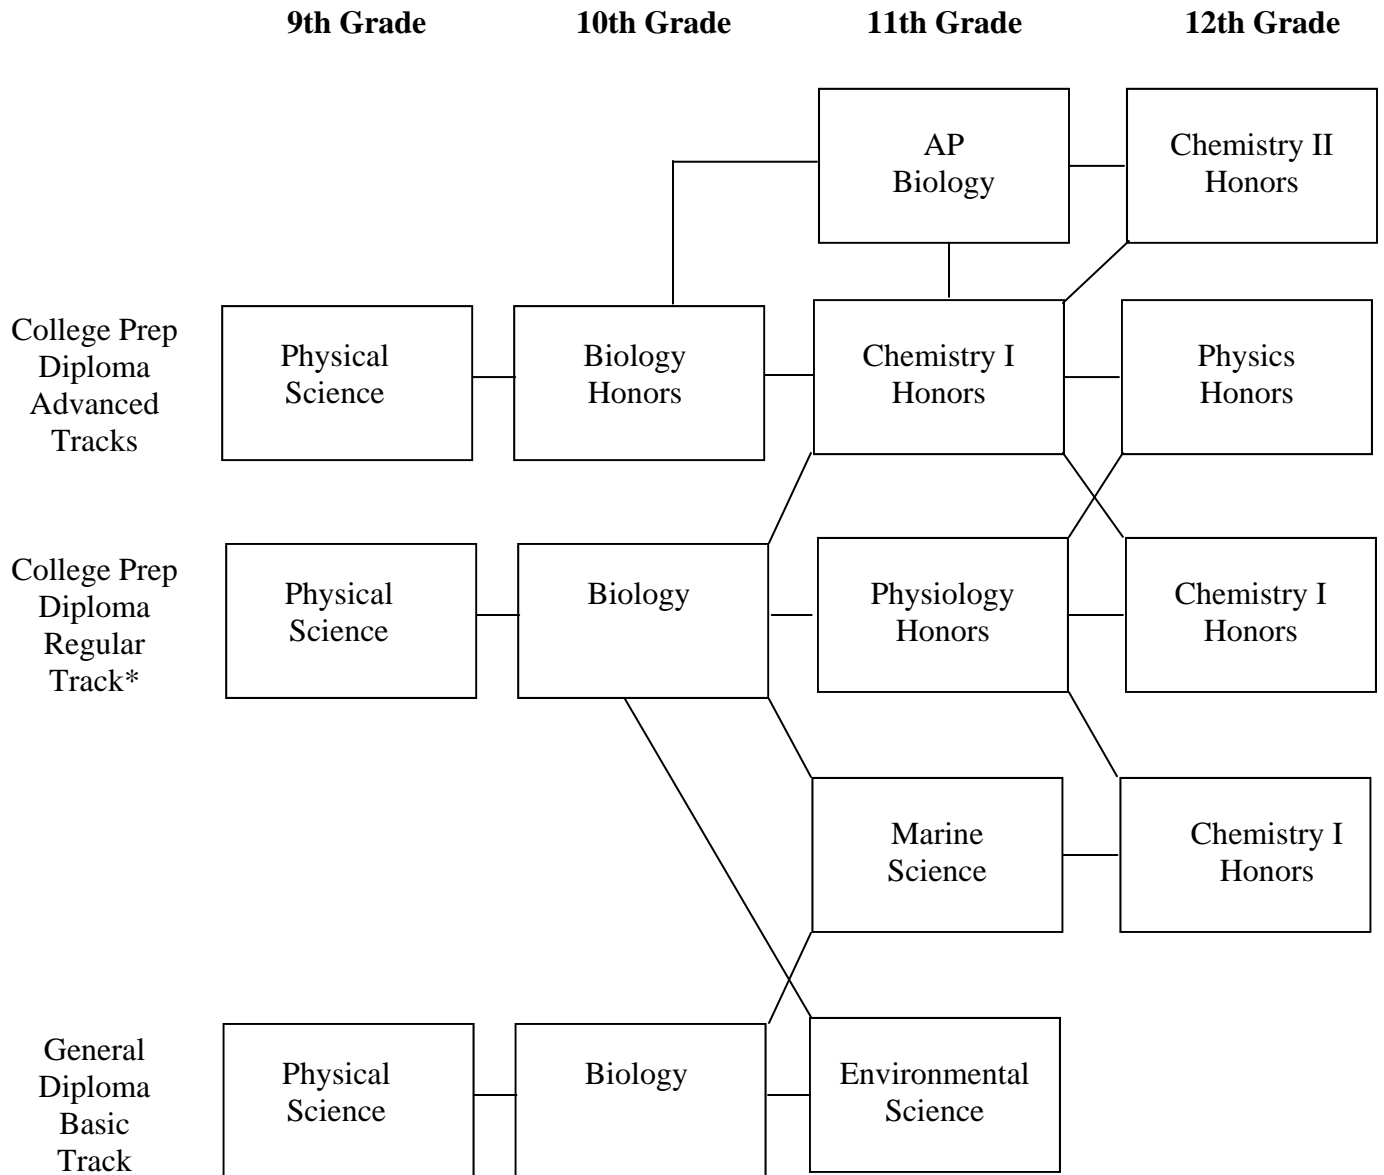 9th Grade 10th Grade 11th Grade 12th Grade
AP
Biology
Chemistry II
Honors
College Prep
Diploma
Advanced
Tracks
Physical
Science
Biology
Honors
Chemistry I
Honors
Physics
Honors
College Prep
Diploma
Regular
Track*
Physical
Science
Biology
Physiology
Honors
Chemistry I
Honors
Marine
Science
Chemistry I
Honors
General
Diploma
Basic
Track
Physical
Science
Biology
Environmental
Science